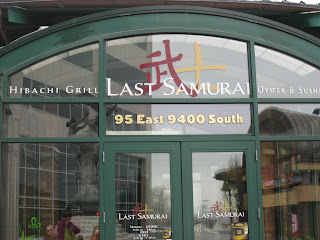 武士
HIBACHI GRILL LAST SAMURAI OYSTER & SUSHI
95 East 9400 South
LAST SAMURAI LAST SAMURAI